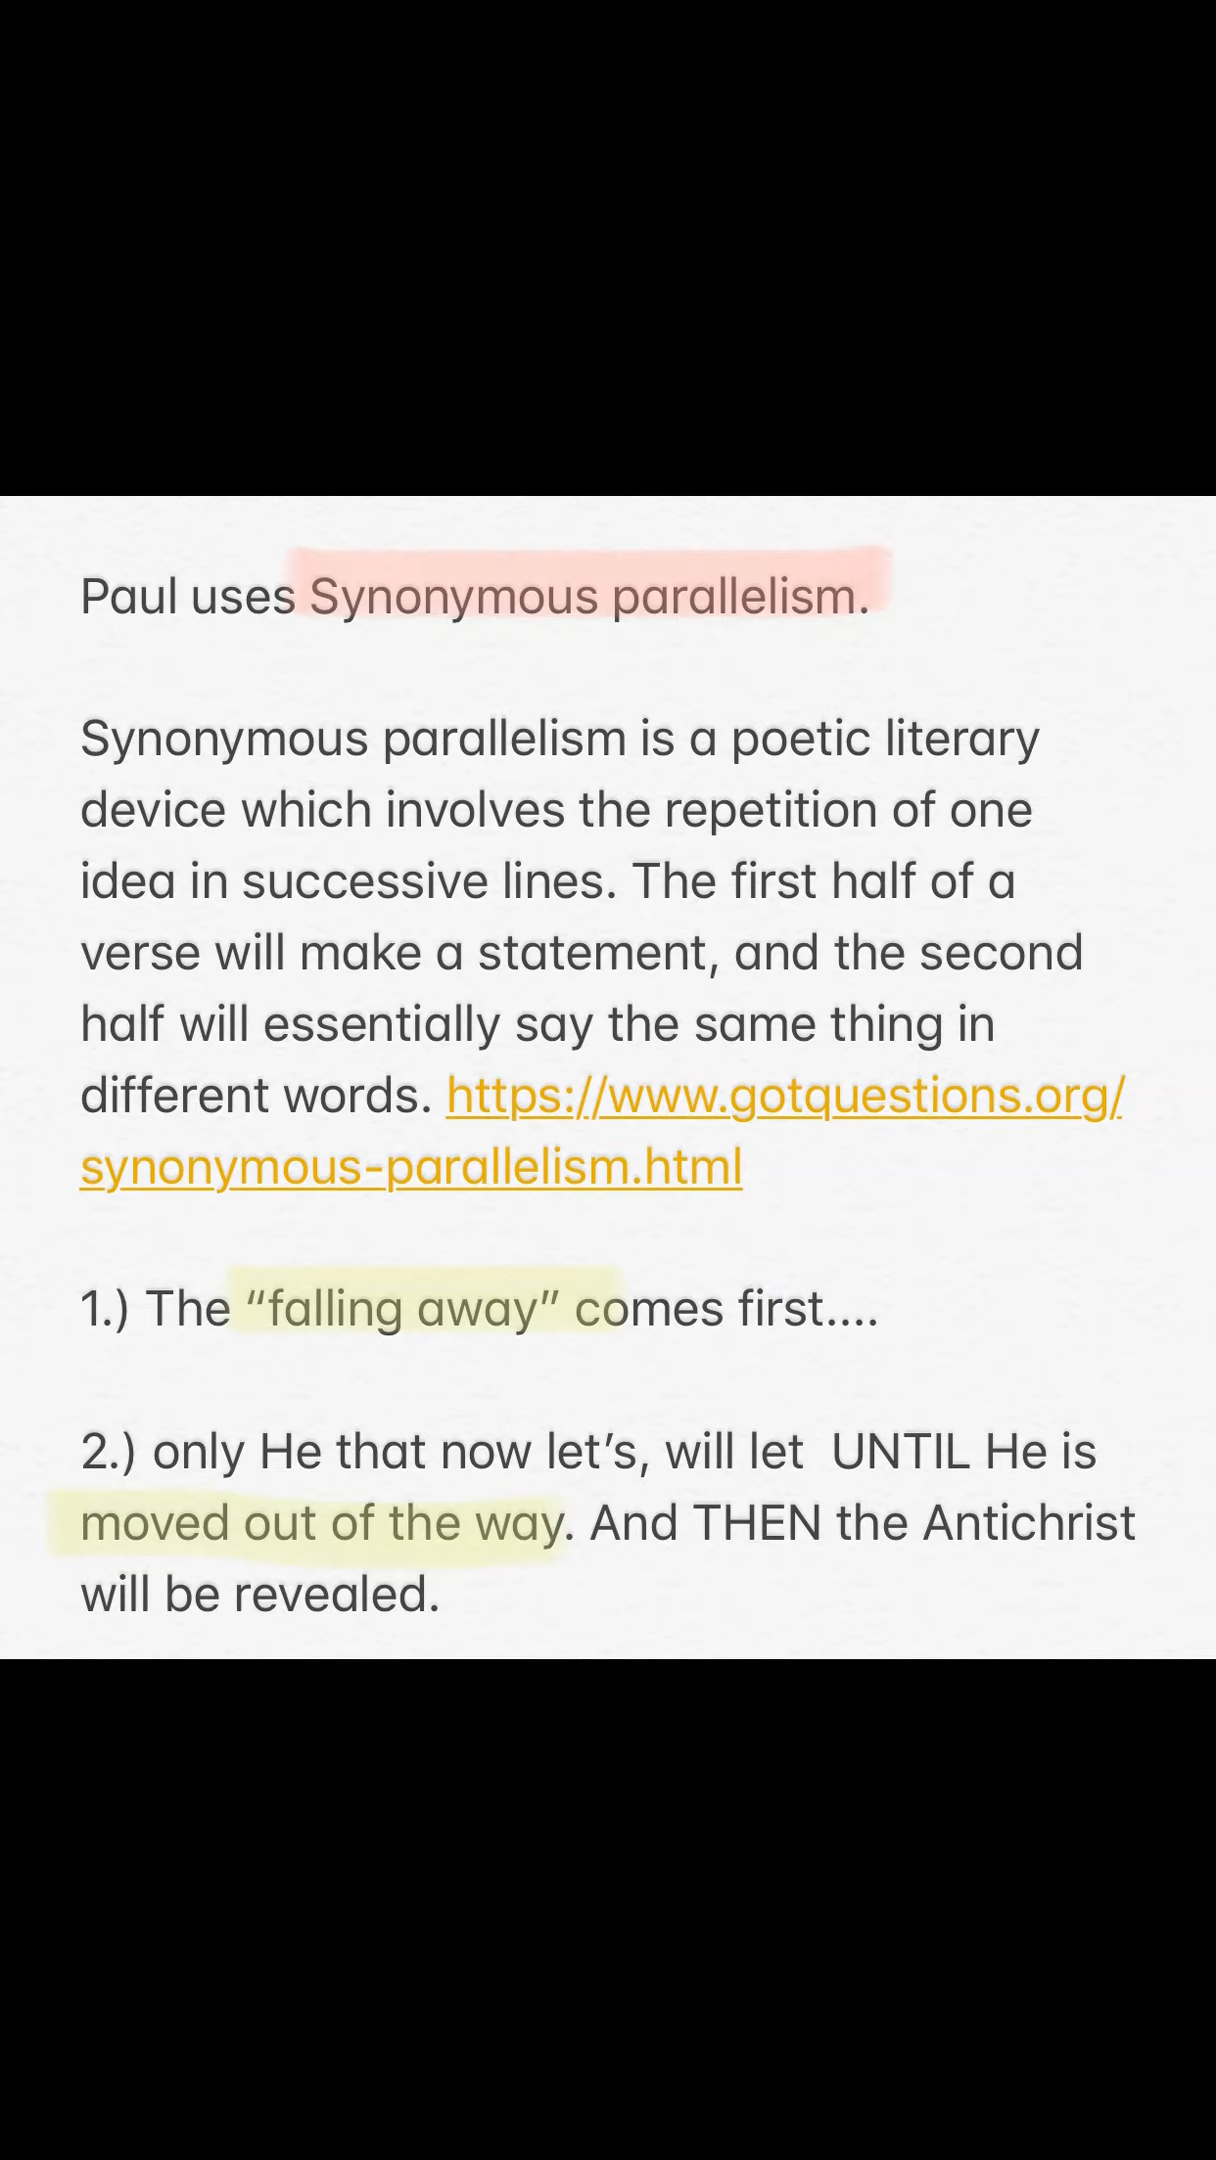 Paul uses Synonymous parallelism.
Synonymous parallelism is a poetic literary
device which involves the repetition of one
idea in successive lines. The first half of a
verse will make a statement, and the second
half will essentially say the same thing in
different words. https://www.gotquestions.org/
synonymous-parallelism.html
1.) The “falling away” comes first....
2.) only He that now let’s, will let  UNTIL He is
moved out of the way. And THEN the Antichrist
will be revealed.